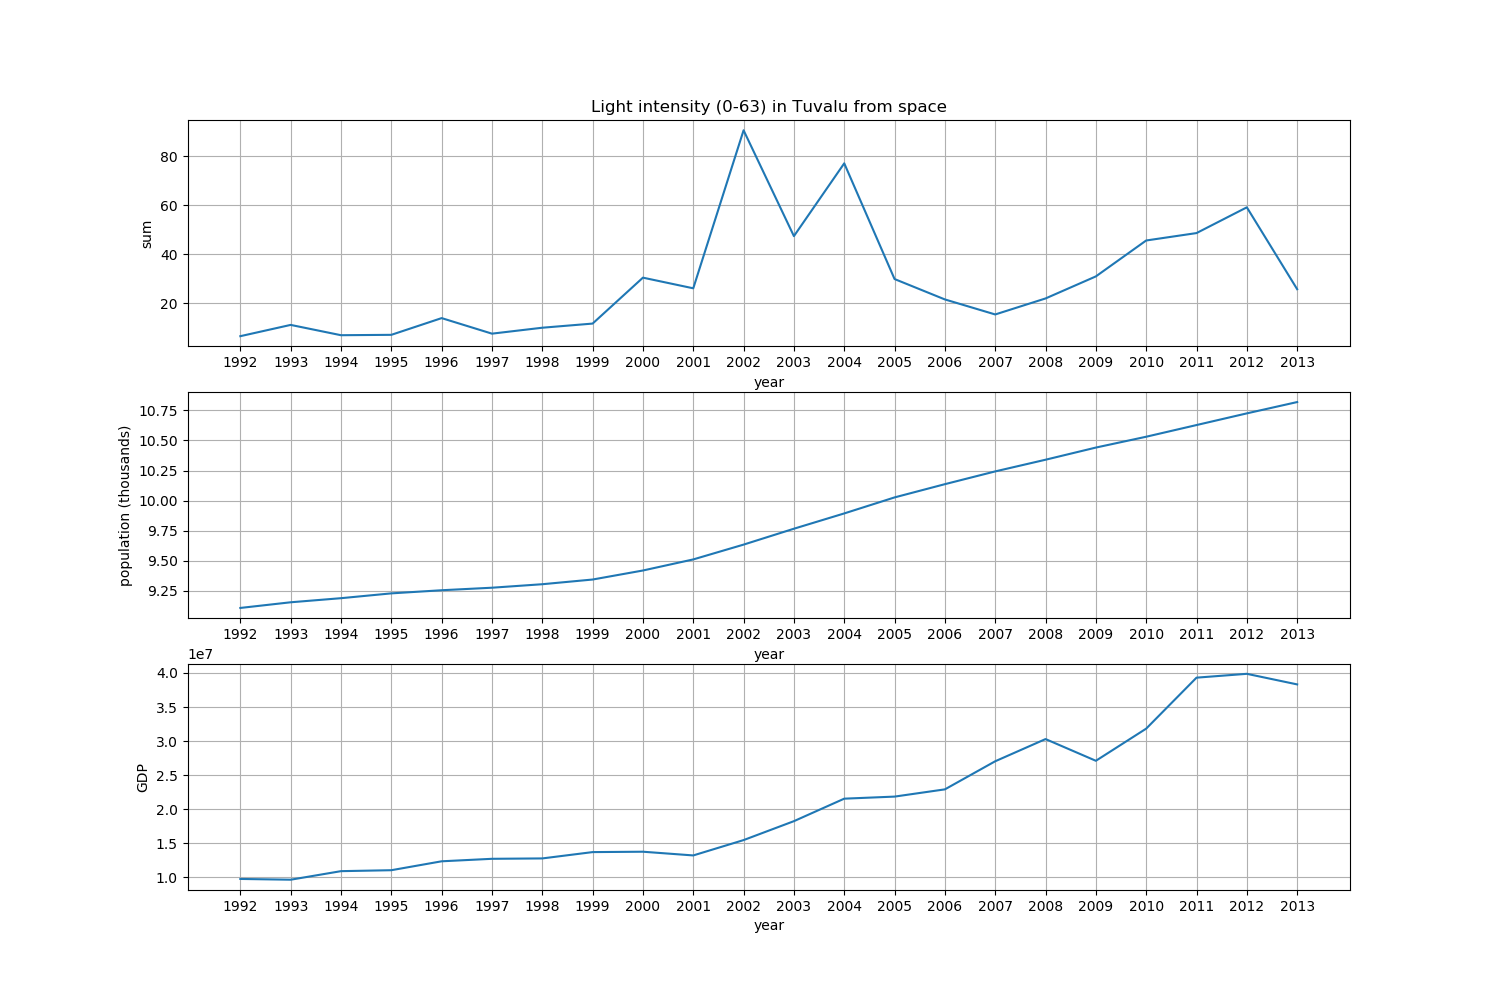 Light intensity (0-63) in Tuvalu from space
80
60
40
20
sum
1992 1993 1994 1995 1996 1997 1998 1999 2000 2001 2002 2003 2004 2005 2006 2007 2008 2009 2010 2011 2012 2013
year
10.75
10.50
10.25
10.00
9.75
9.50
9.25
population (thousands)
1992 1993 1994 1995 1996 1997 1998 1999 2000 2001 2002 2003 2004 2005 2006 2007 2008 2009 2010 2011 2012 2013
year
1e7
4.0
3.5
3.0
2.5
2.0
1.5
1.0
GDP
1992 1993 1994 1995 1996 1997 1998 1999 2000 2001 2002 2003 2004 2005 2006 2007 2008 2009 2010 2011 2012 2013
year